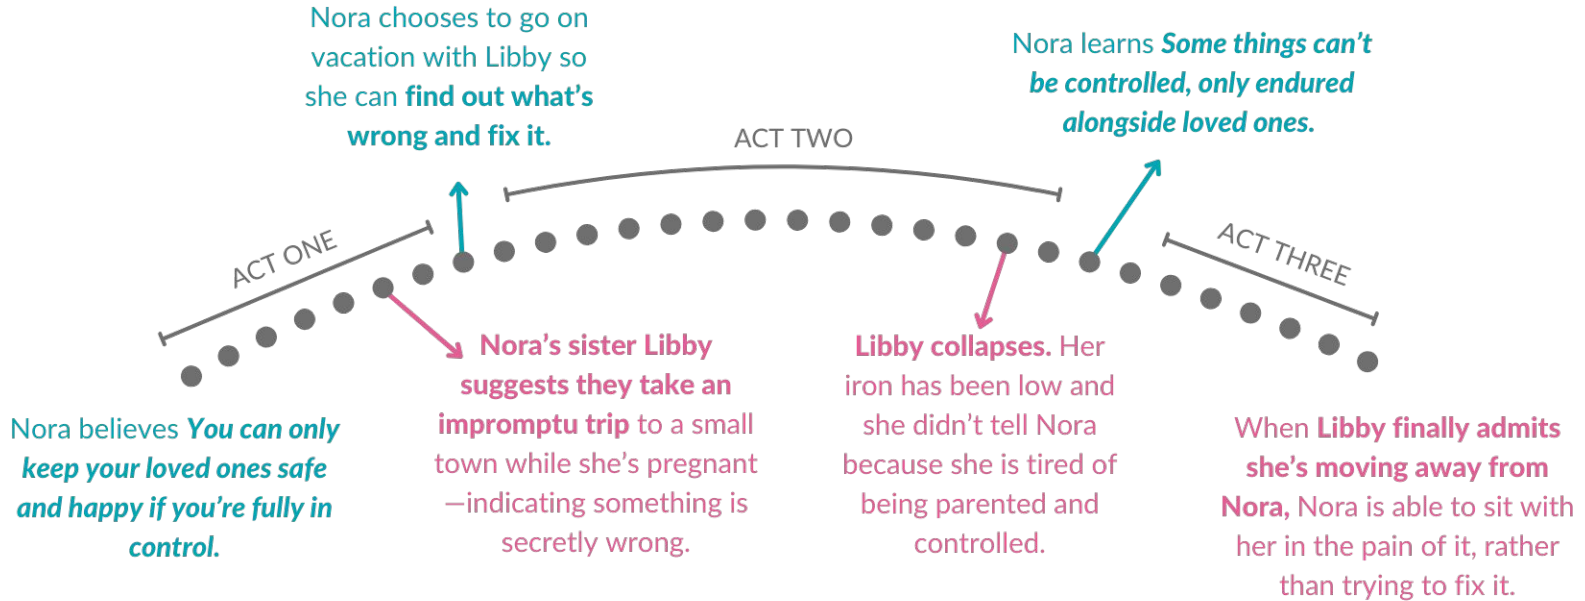 Nora chooses to go on
vacation with Libby so
she can find out what's
wrong and fix it.
Nora learns Some things can't
be controlled, only endured
alongside loved ones.
ACT TWO
ACT ONE
ACT THREE
Nora believes You can only
keep your loved ones safe
and happy if you're fully in
control.
Nora's sister Libby
suggests they take an
impromptu trip to a small
town while she's pregnant
—indicating something is
secretly wrong.
Libby collapses. Her
iron has been low and
she didn't tell Nora
because she is tired of
being parented and
controlled.
When Libby finally admits
she's moving away from
Nora, Nora is able to sit with
her in the pain of it, rather
than trying to fix it.